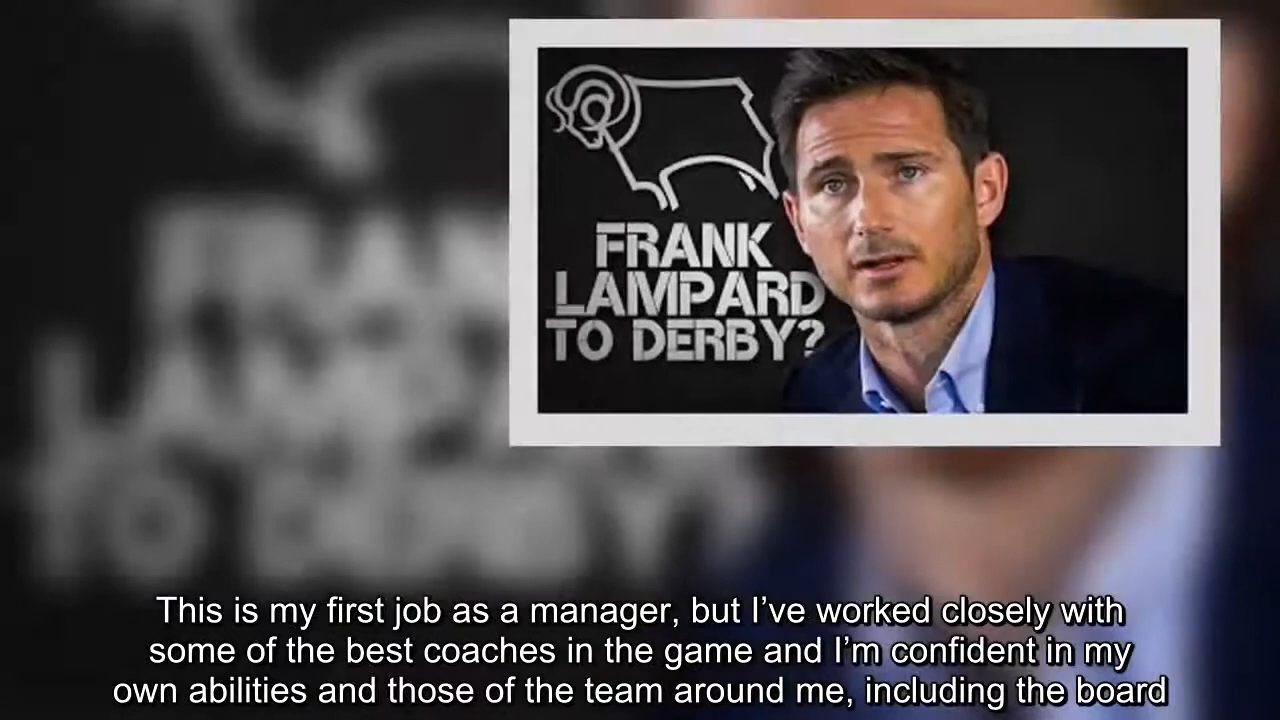 FRANK
LAMPARD
TO DERBY?
This is my first job as a manager, but I’ve worked closely with
some of the best coaches in the game and I’m confident in my
own abilities and those of the team around me, including the board